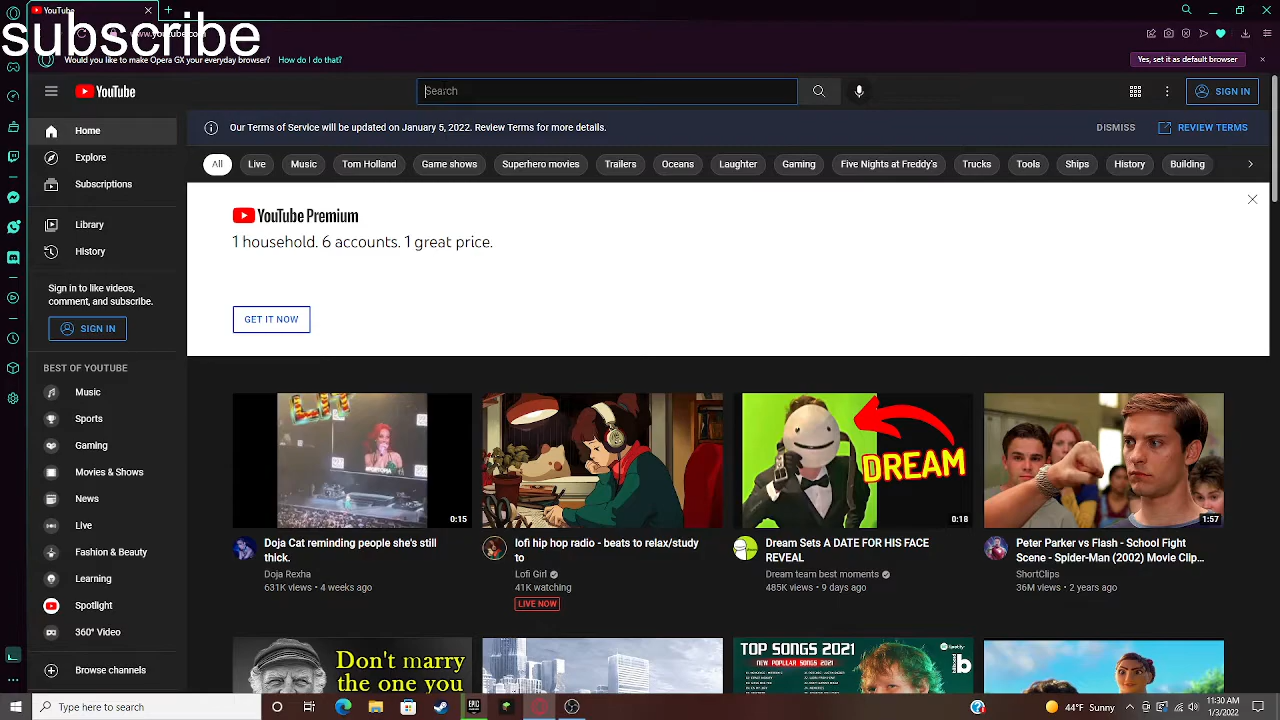 YouTube
subscribe
www.youtube.com
Would you like to make Opera GX your everyday browser? How do I do that?
Yes, set it as default browser
YouTube
Search
SIGN IN
Home
Explore
Subscriptions
Library
History
Sign in to like videos,
comment, and subscribe.
SIGN IN
BEST OF YOUTUBE
Music
Sports
Gaming
Movies & Shows
News
Live
Fashion & Beauty
Learning
Spotlight
360° Video
Browse channels
Our Terms of Service will be updated on January 5, 2022. Review Terms for more details.
DISMISS
REVIEW TERMS
All Live Music Tom Holland Game shows Superhero movies Trailers Oceans Laughter Gaming Five Nights at Freddy's Trucks Tools Ships History Building
YouTube Premium
1 household. 6 accounts. 1 great price.
GET IT NOW
LIT
0:15
Doja Cat reminding people she's still
thick.
Doja Rexha
631K views • 4 weeks ago
lofi hip hop radio - beats to relax/study
to
Lofi Girl
41K watching
LIVE NOW
DREAM
0:18
Dream Sets A DATE FOR HIS FACE
REVEAL
Dream team best moments
485K views • 9 days ago
1:57
Peter Parker vs Flash - School Fight
Scene - Spider-Man (2002) Movie Clip...
ShortClips
36M views • 2 years ago
Don't marry
the one you
TOP SONGS 2021
NEW POPULLAR SONGS 2021
Spotify
b
Type here to search
EPIC
44°F Sunny
11:30 AM
1/3/2022